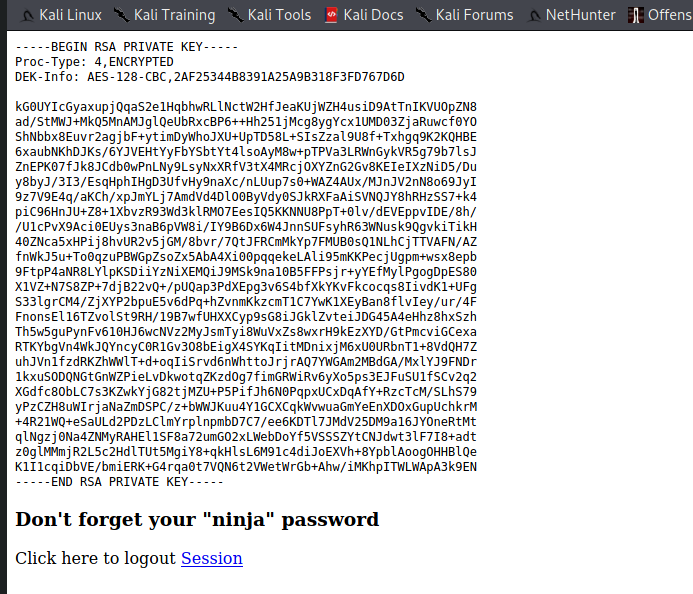 Kali Linux Kali Training Kali Tools Kali Docs Kali Forums NetHunter Offens
-----BEGIN RSA PRIVATE KEY-----
Proc-Type: 4,ENCRYPTED
DEK-Info: AES-128-CBC,2AF25344B8391A25A9B318F3FD767D6D
kG0UYIcGyaxupjQqaS2e1HqbhwRLlNctW2HfJeaKUjWZH4usiD9AtTnIKVUOpZN8
ad/StMWJ+MkQ5MnAMJglQeUbRxcBP6++Hh251jMcg8ygYcx1UMD03ZjaRuwcf0YO
ShNbbx8Euvr2agjbF+ytimDyWhoJXU+UpTD58L+SIsZzal9U8f+Txhgq9K2KQHBE
6xaubNKhDJKs/6YJVEHtYyFbYSbtYt4lsoAyM8w+pTPVa3LRWnGykVR5g79b7lsJ
ZnEPK07fJk8JCdb0wPnLNy9LsyNxXRfV3tX4MRcjOXYZnG2Gv8KEIeIXzNiD5/Du
y8byJ/3I3/EsqHphIHgD3UfvHy9naXc/nLUup7s0+WAZ4AUx/MJnJV2nN8o69JyI
9z7V9E4q/aKCh/xpJmYLj7AmdVd4DlO0ByVdy0SJkRXFaAiSVNQJY8hRHzSS7+k4
piC96HnJU+Z8+1XbvzR93Wd3klRMO7EesIQ5KKNNU8PpT+0lv/dEVEppvIDE/8h/
/U1cPvX9Aci0EUys3naB6pVW8i/IY9B6Dx6W4JnnSUFsyhR63WNusk9QgvkiTikH
40ZNca5xHPij8hvUR2v5jGM/8bvr/7QtJFRCmMkYp7FMUB0sQ1NLhCjTTVAFN/AZ
fnWkJ5u+To0qzuPBWGpZsoZx5AbA4Xi00pqqekeLAli95mKKPecjUgpm+wsx8epb
9FtpP4aNR8LYlpKSDiiYzNiXEMQiJ9MSk9na10B5FFPsjr+yYEfMylPgogDpES80
X1VZ+N7S8ZP+7djB22vQ+/pUQap3PdXEpg3v6S4bfXkYKvFkcocqs8IivdK1+UFg
S33lgrCM4/ZjXYP2bpuE5v6dPq+hZvnmKkzcmT1C7YwK1XEyBan8flvIey/ur/4F
FnonsEl16TZvolSt9RH/19B7wfUHXXCyp9sG8iJGklZvteiJDG45A4eHhz8hxSzh
Th5w5guPynFv610HJ6wcNVz2MyJsmTyi8WuVxZs8wxrH9kEzXYD/GtPmcviGCexa
RTKYbgVn4WkJQYncyC0R1Gv3O8bEigX4SYKqIitMDnixjM6xU0URbnT1+8VdQH7Z
uhJVn1fzdRKZhWWlT+d+oqIiSrvd6nWhttoJrjrAQ7YWGAm2MBdGA/MxlYJ9FNDr
1kxuSODQNGtGnWZPieLvDkwotqZKzdOg7fimGRWiRv6yXo5ps3EJFuSU1fSCv2q2
XGdfc8ObLC7s3KZwkYjG82tjMZU+P5PifJh6N0PqpxUCxDqAfY+RzcTcM/SLhS79
yPzCZH8uWIrjaNaZmDSPC/z+bWWJKuu4Y1GCXCqkWvwuaGmYeEnXDOxGupUchkrM
+4R21WQ+eSaULd2PDzLClmYrplnpmbD7C7/ee6KDTl7JMdV25DM9a16JYOneRtMt
qlNgzj0Na4ZNMyRAHEl1SF8a72umGO2xLWebDoYf5VSSSZYtCNJdwt3lF7I8+adt
z0glMMmjR2L5c2HdlTUt5MgiY8+qkHlsL6M91c4diJoEXVh+8YpblAoogOHHBlQe
K1I1cqiDbVE/bmiERK+G4rqa0t7VQN6t2VWetWrGb+Ahw/iMKhpITWLWApA3k9EN
-----END RSA PRIVATE KEY-----
Don't forget your "ninja" password
Click here to logout Session